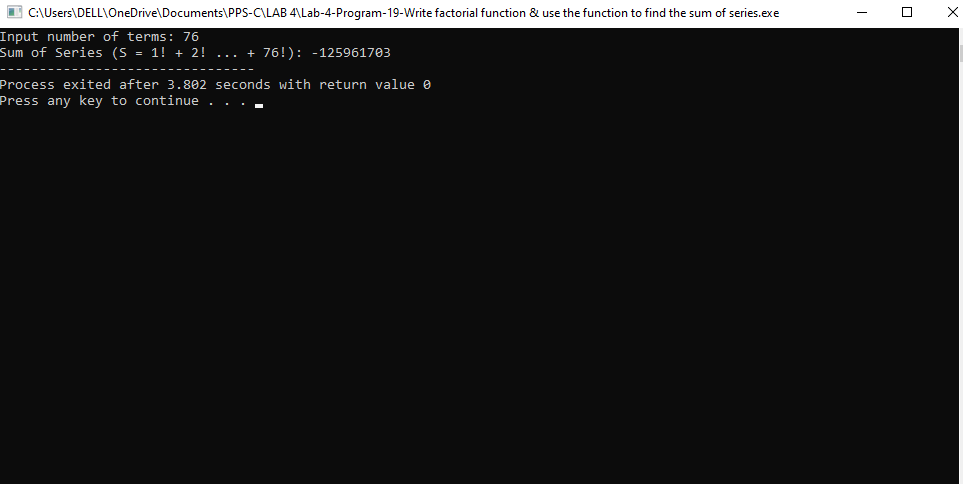 C:\Users\DELL\OneDrive\Documents\PPS-C\LAB 4\Lab-4-Program-19-Write factorial function & use the function to find the sum of series.exe
Input number of terms: 76
Sum of Series (S = 1! + 2! ... + 76!): -125961703
--------------------------------
Process exited after 3.802 seconds with return value 0
Press any key to continue . . .